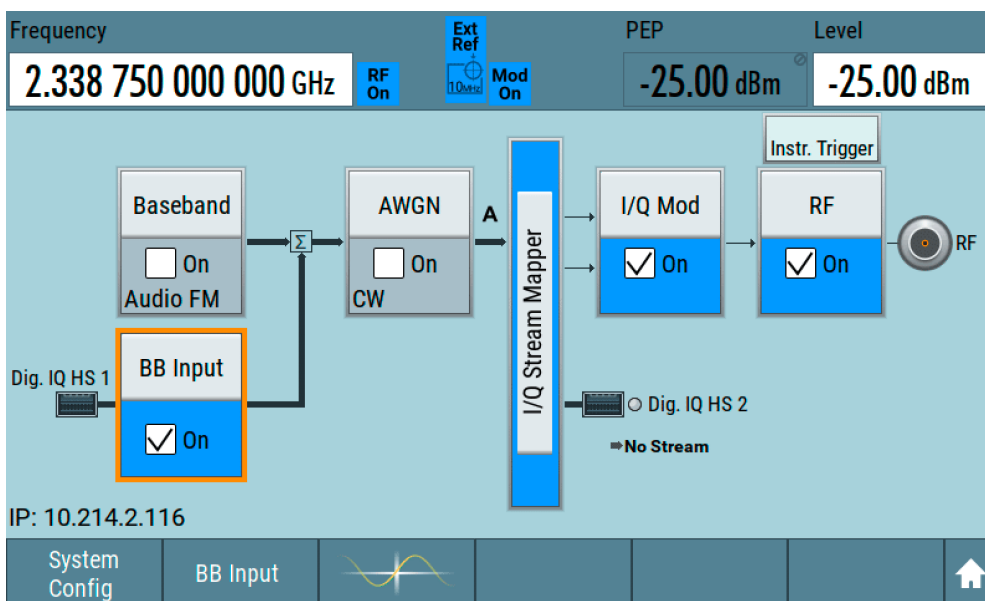 Frequency
PEP
Level
2.338 750 000 000 GHz
RF
On
Ext
Ref
10MHz
Mod
On
-25.00 dBm
-25.00 dBm
Instr. Trigger
Baseband
On
Audio FM
Σ
AWGN
On
CW
A
I/Q Stream Mapper
I/Q Mod
On
RF
On
RF
Dig. IQ HS 1
BB Input
On
Dig. IQ HS 2
No Stream
IP: 10.214.2.116
System
Config
BB Input